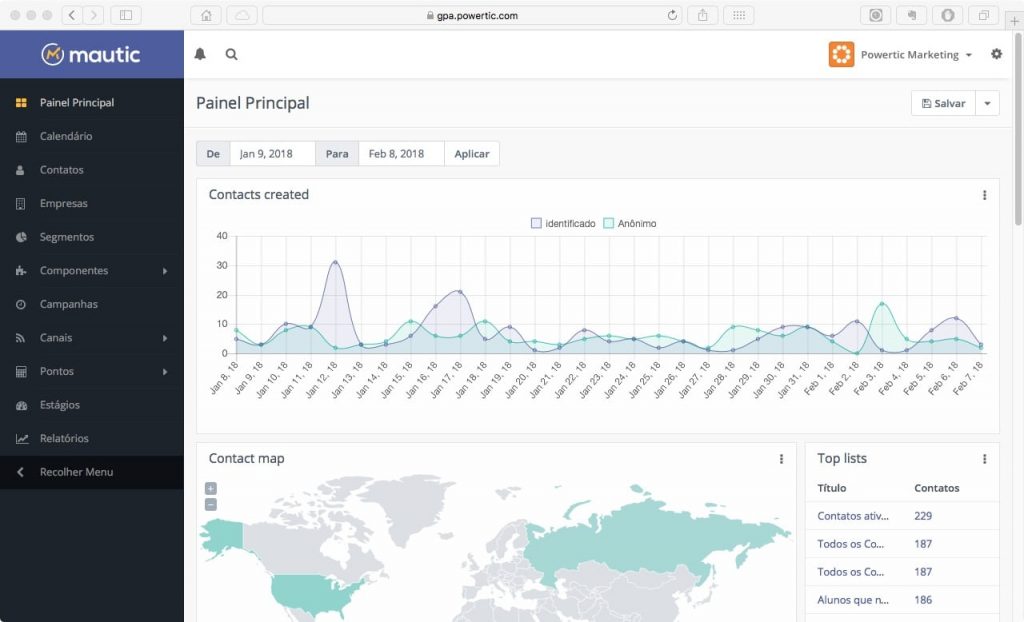 gpa.powertic.com
mautic
Powertic Marketing
Painel Principal
Calendário
Contatos
Empresas
Segmentos
Componentes
Campanhas
Canais
Pontos
Estágios
Relatórios
Recolher Menu
Painel Principal
Salvar
De Jan 9, 2018 Para Feb 8, 2018 Aplicar
Contacts created
identificado Anônimo
40
30
20
10
0
Jan 8, 18 Jan 9, 18 Jan 10, 18 Jan 11, 18 Jan 12, 18 Jan 13, 18 Jan 14, 18 Jan 15, 18 Jan 16, 18 Jan 17, 18 Jan 18, 18 Jan 19, 18 Jan 20, 18 Jan 21, 18 Jan 22, 18 Jan 23, 18 Jan 24, 18 Jan 25, 18 Jan 26, 18 Jan 27, 18 Jan 28, 18 Jan 29, 18 Jan 30, 18 Jan 31, 18 Feb 1, 18 Feb 2, 18 Feb 3, 18 Feb 4, 18 Feb 5, 18 Feb 6, 18 Feb 7, 18
Contact map
+
−
Top lists
Título Contatos
Contatos ativ... 229
Todos os Co... 187
Todos os Co... 187
Alunos que n... 186